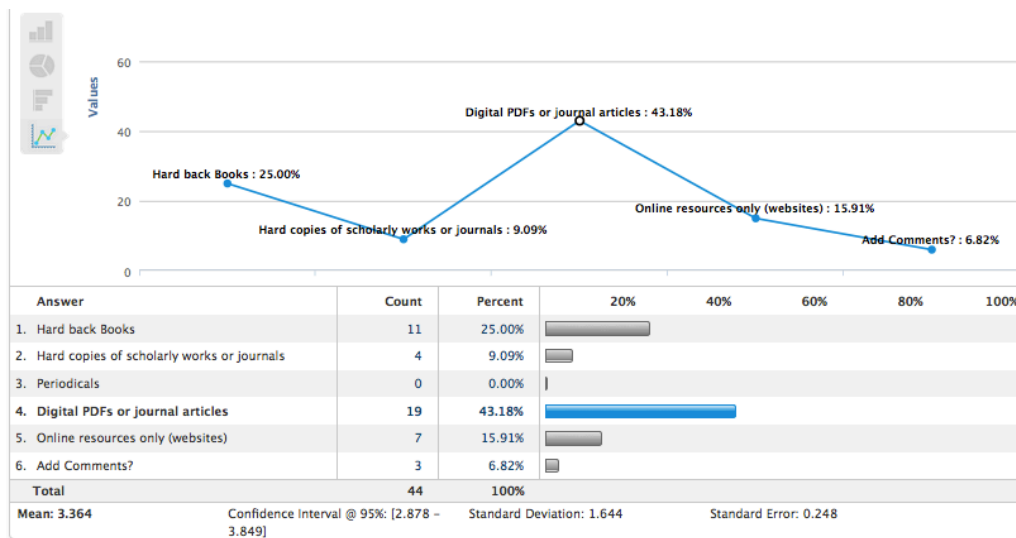 60
Values
Digital PDFs or journal articles : 43.18%
40
Hard back Books : 25.00%
20
Online resources only (websites) : 15.91%
Hard copies of scholarly works or journals : 9.09%
Add Comments? : 6.82%
0
Answer Count Percent 20% 40% 60% 80% 100%
1. Hard back Books 11 25.00%
2. Hard copies of scholarly works or journals 4 9.09%
3. Periodicals 0 0.00%
4. Digital PDFs or journal articles 19 43.18%
5. Online resources only (websites) 7 15.91%
6. Add Comments? 3 6.82%
Total 44 100%
Mean: 3.364 Confidence Interval @ 95%: [2.878 – Standard Deviation: 1.644 Standard Error: 0.248
3.849]